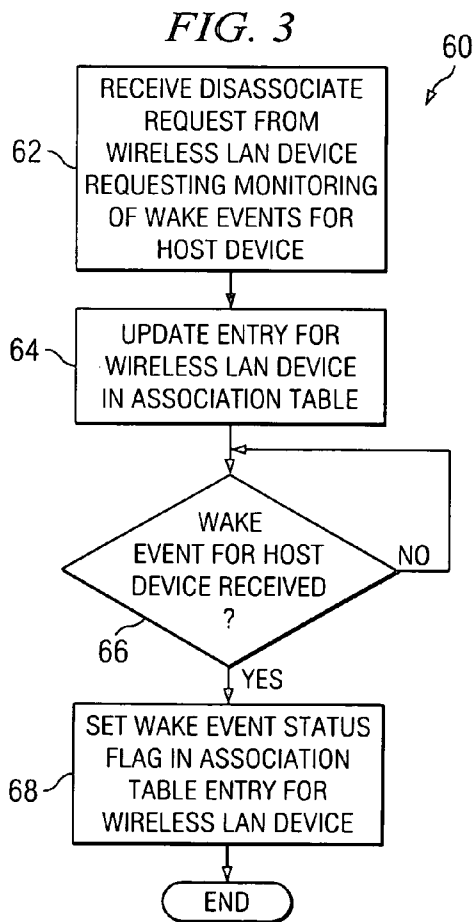 FIG. 3
60
RECEIVE DISASSOCIATE
REQUEST FROM
WIRELESS LAN DEVICE
REQUESTING MONITORING
OF WAKE EVENTS FOR
HOST DEVICE
62
UPDATE ENTRY FOR
WIRELESS LAN DEVICE
IN ASSOCIATION TABLE
64
WAKE
EVENT FOR HOST
DEVICE RECEIVED
?
NO
66
YES
SET WAKE EVENT STATUS
FLAG IN ASSOCIATION
TABLE ENTRY FOR
WIRELESS LAN DEVICE
68
END